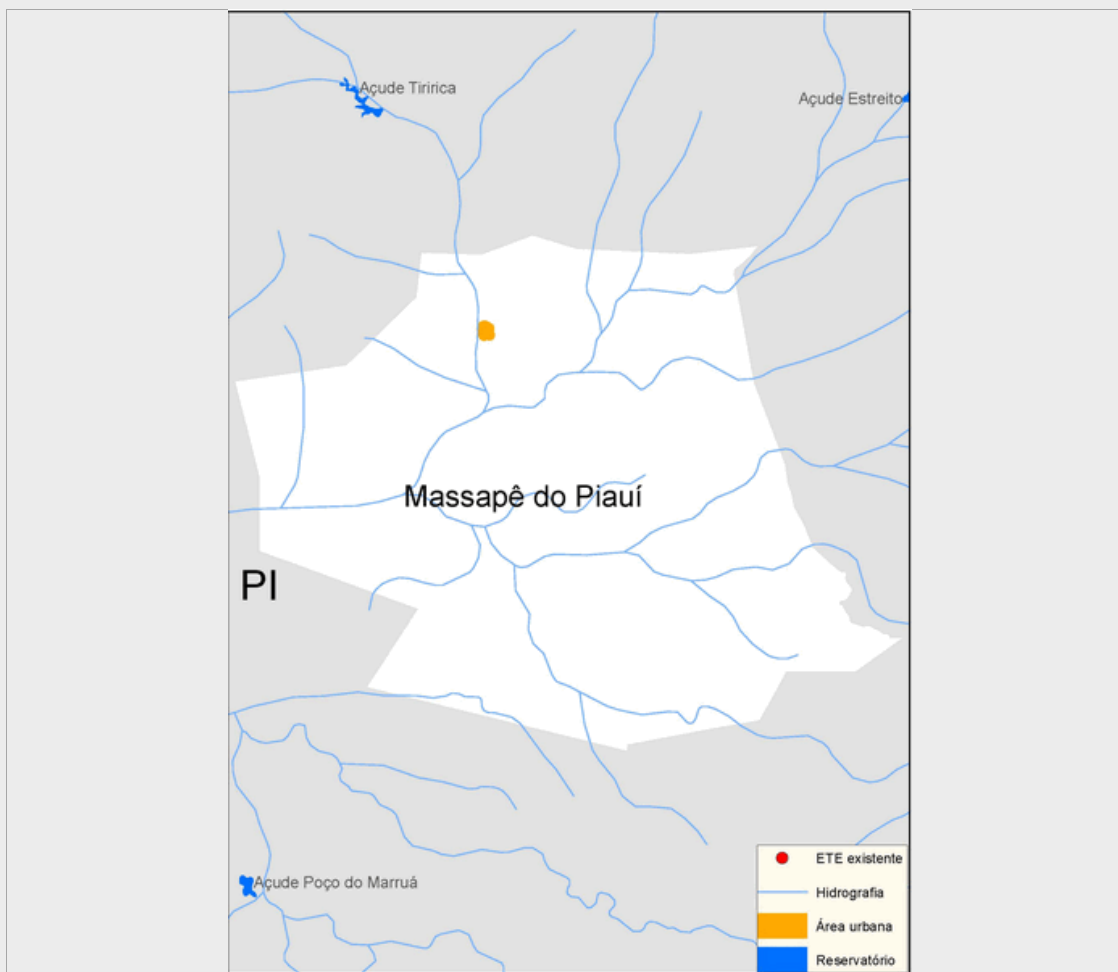 Açude Tiririca
Açude Estreito
Massapê do Piauí
PI
Açude Poço do Marruá
ETE existente
Hidrografia
Área urbana
Reservatório